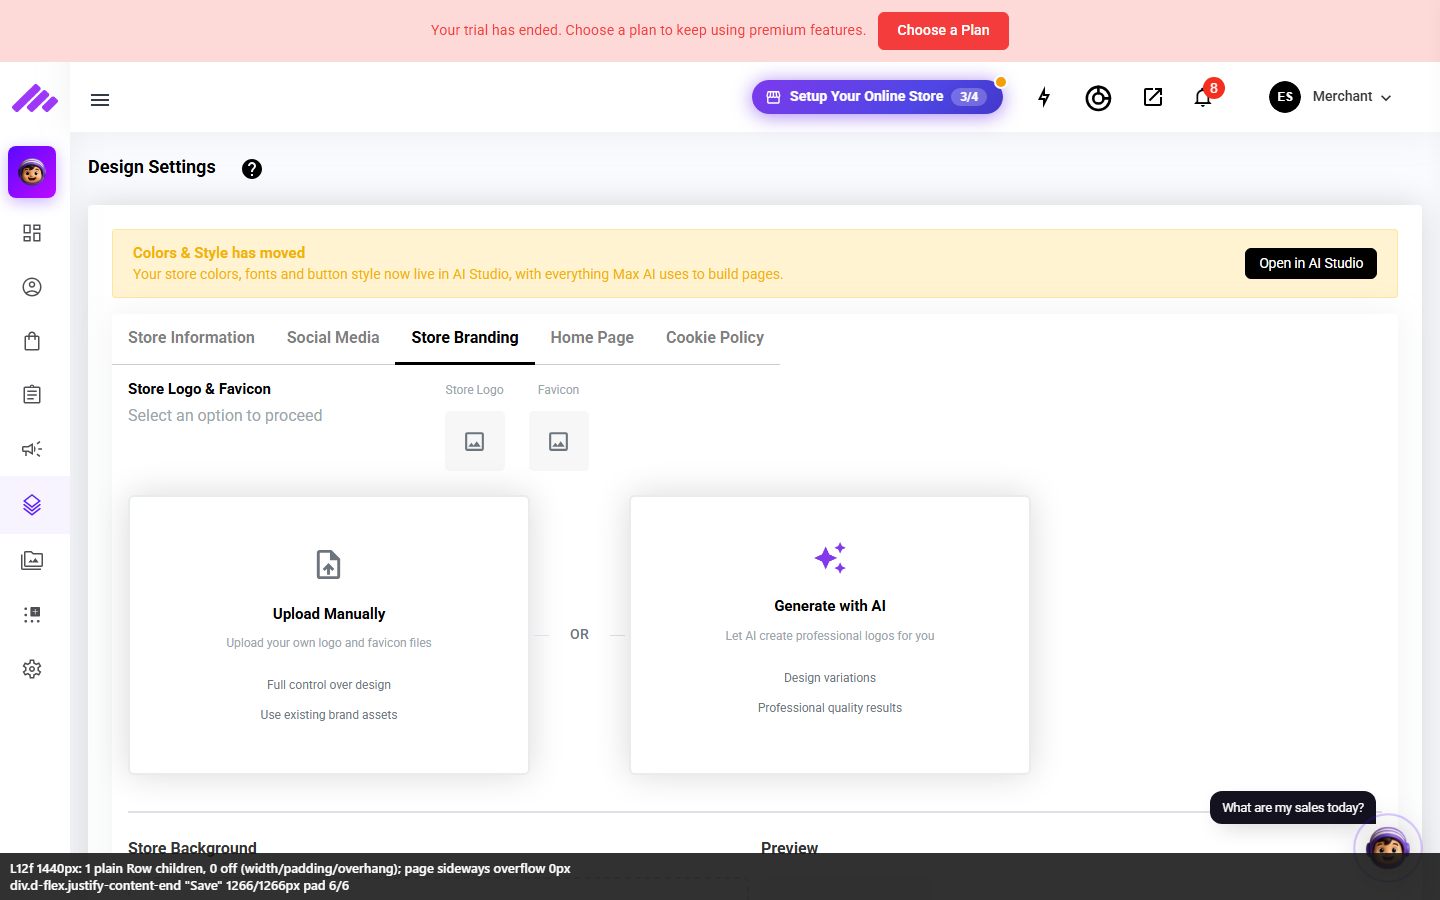 Your trial has ended. Choose a plan to keep using premium features.
Choose a Plan
Setup Your Online Store 3/4
8
ES
Merchant
Design Settings
?
Colors & Style has moved
Your store colors, fonts and button style now live in AI Studio, with everything Max AI uses to build pages.
Open in AI Studio
Store Information
Social Media
Store Branding
Home Page
Cookie Policy
Store Logo & Favicon
Select an option to proceed
Store Logo
Favicon
Upload Manually
Upload your own logo and favicon files
Full control over design
Use existing brand assets
OR
Generate with AI
Let AI create professional logos for you
Design variations
Professional quality results
What are my sales today?
Store Background
Preview
L12f 1440px: 1 plain Row children, 0 off (width/padding/overhang); page sideways overflow 0px
div.d-flex.justify-content-end "Save" 1266/1266px pad 6/6